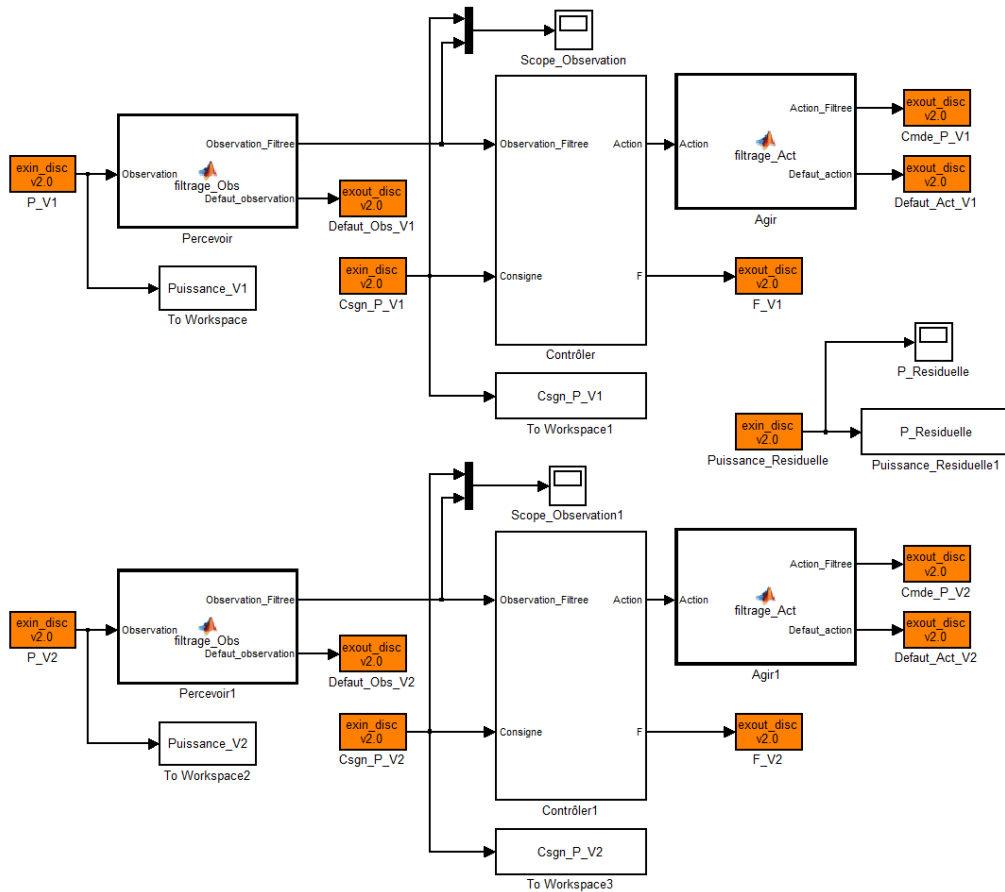 Scope_Observation
exin_disc
v2.0
P_V1
Observation
filtrage_Obs
Observation_Filtree
Defaut_observation
Percevoir
exout_disc
v2.0
Defaut_Obs_V1
Puissance_V1
To Workspace
exin_disc
v2.0
Csgn_P_V1
Observation_Filtree
Action
Consigne
F
Contrôler
Action
filtrage_Act
Action_Filtree
Defaut_action
Agir
exout_disc
v2.0
Cmde_P_V1
exout_disc
v2.0
Defaut_Act_V1
exout_disc
v2.0
F_V1
Csgn_P_V1
To Workspace1
P_Residuelle
exin_disc
v2.0
Puissance_Residuelle
P_Residuelle
Puissance_Residuelle1
Scope_Observation1
exin_disc
v2.0
P_V2
Observation
filtrage_Obs
Observation_Filtree
Defaut_observation
Percevoir1
exout_disc
v2.0
Defaut_Obs_V2
Puissance_V2
To Workspace2
exin_disc
v2.0
Csgn_P_V2
Observation_Filtree
Action
Consigne
F
Contrôler1
Action
filtrage_Act
Action_Filtree
Defaut_action
Agir1
exout_disc
v2.0
Cmde_P_V2
exout_disc
v2.0
Defaut_Act_V2
exout_disc
v2.0
F_V2
Csgn_P_V2
To Workspace3